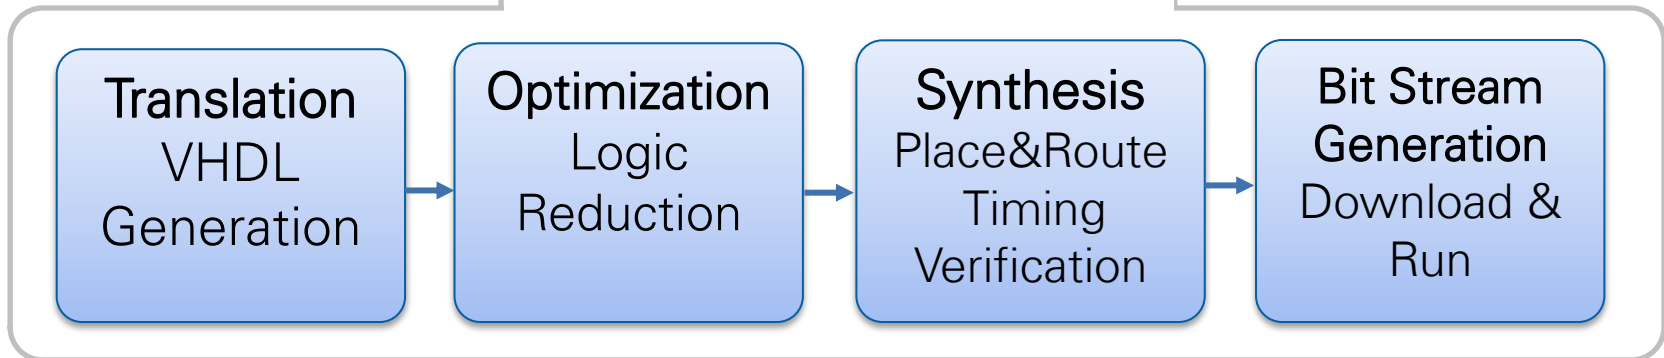 Translation
VHDL
Generation
Optimization
Logic
Reduction
Synthesis
Place&Route
Timing
Verification
Bit Stream
Generation
Download &
Run